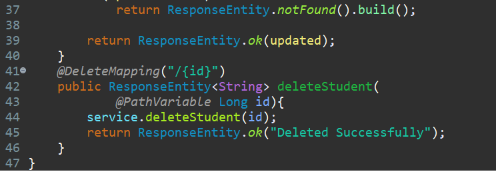 37 return ResponseEntity.notFound().build();
38
39 return ResponseEntity.ok(updated);
40 }
41 @DeleteMapping("/{id}")
42 public ResponseEntity<String> deleteStudent(
43 @PathVariable Long id){
44 service.deleteStudent(id);
45 return ResponseEntity.ok("Deleted Successfully");
46 }
47 }